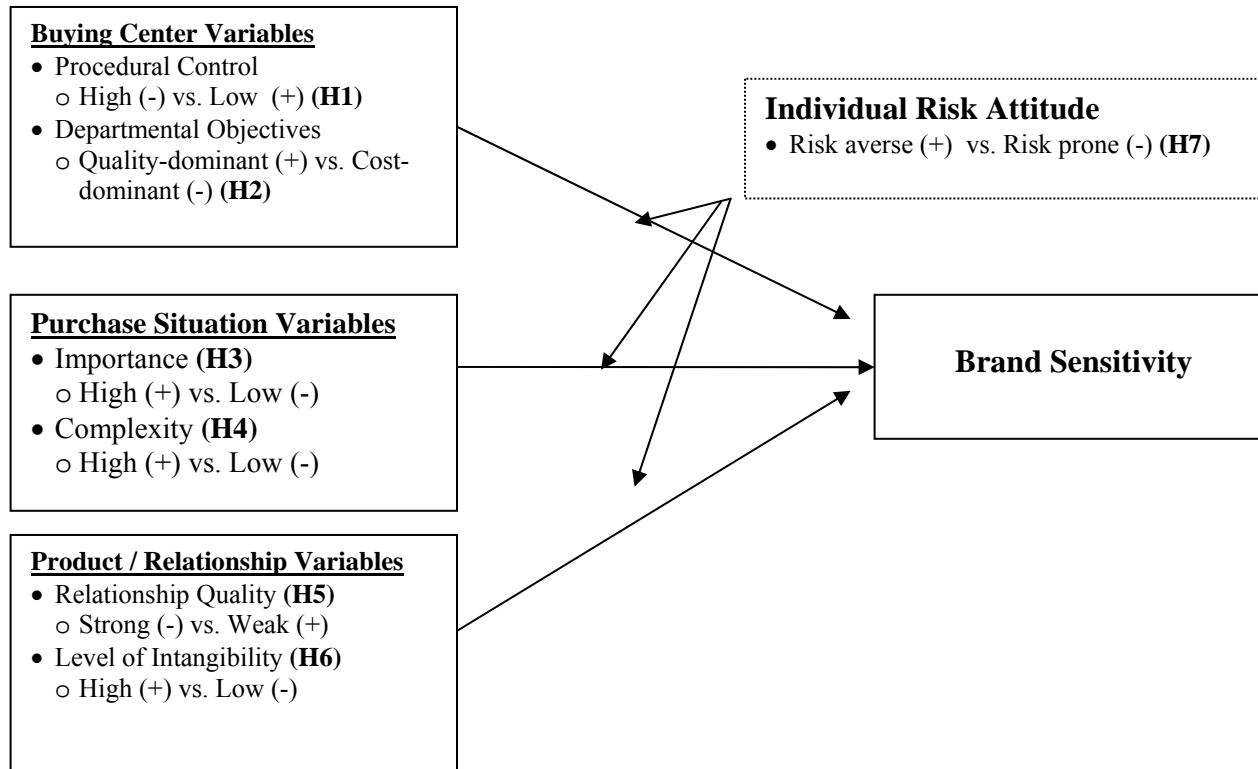 Buying Center Variables
• Procedural Control
o High (-) vs. Low (+) (H1)
• Departmental Objectives
o Quality-dominant (+) vs. Cost-
dominant (-) (H2)
Individual Risk Attitude
• Risk averse (+) vs. Risk prone (-) (H7)
Purchase Situation Variables
• Importance (H3)
o High (+) vs. Low (-)
• Complexity (H4)
o High (+) vs. Low (-)
Brand Sensitivity
Product / Relationship Variables
• Relationship Quality (H5)
o Strong (-) vs. Weak (+)
• Level of Intangibility (H6)
o High (+) vs. Low (-)